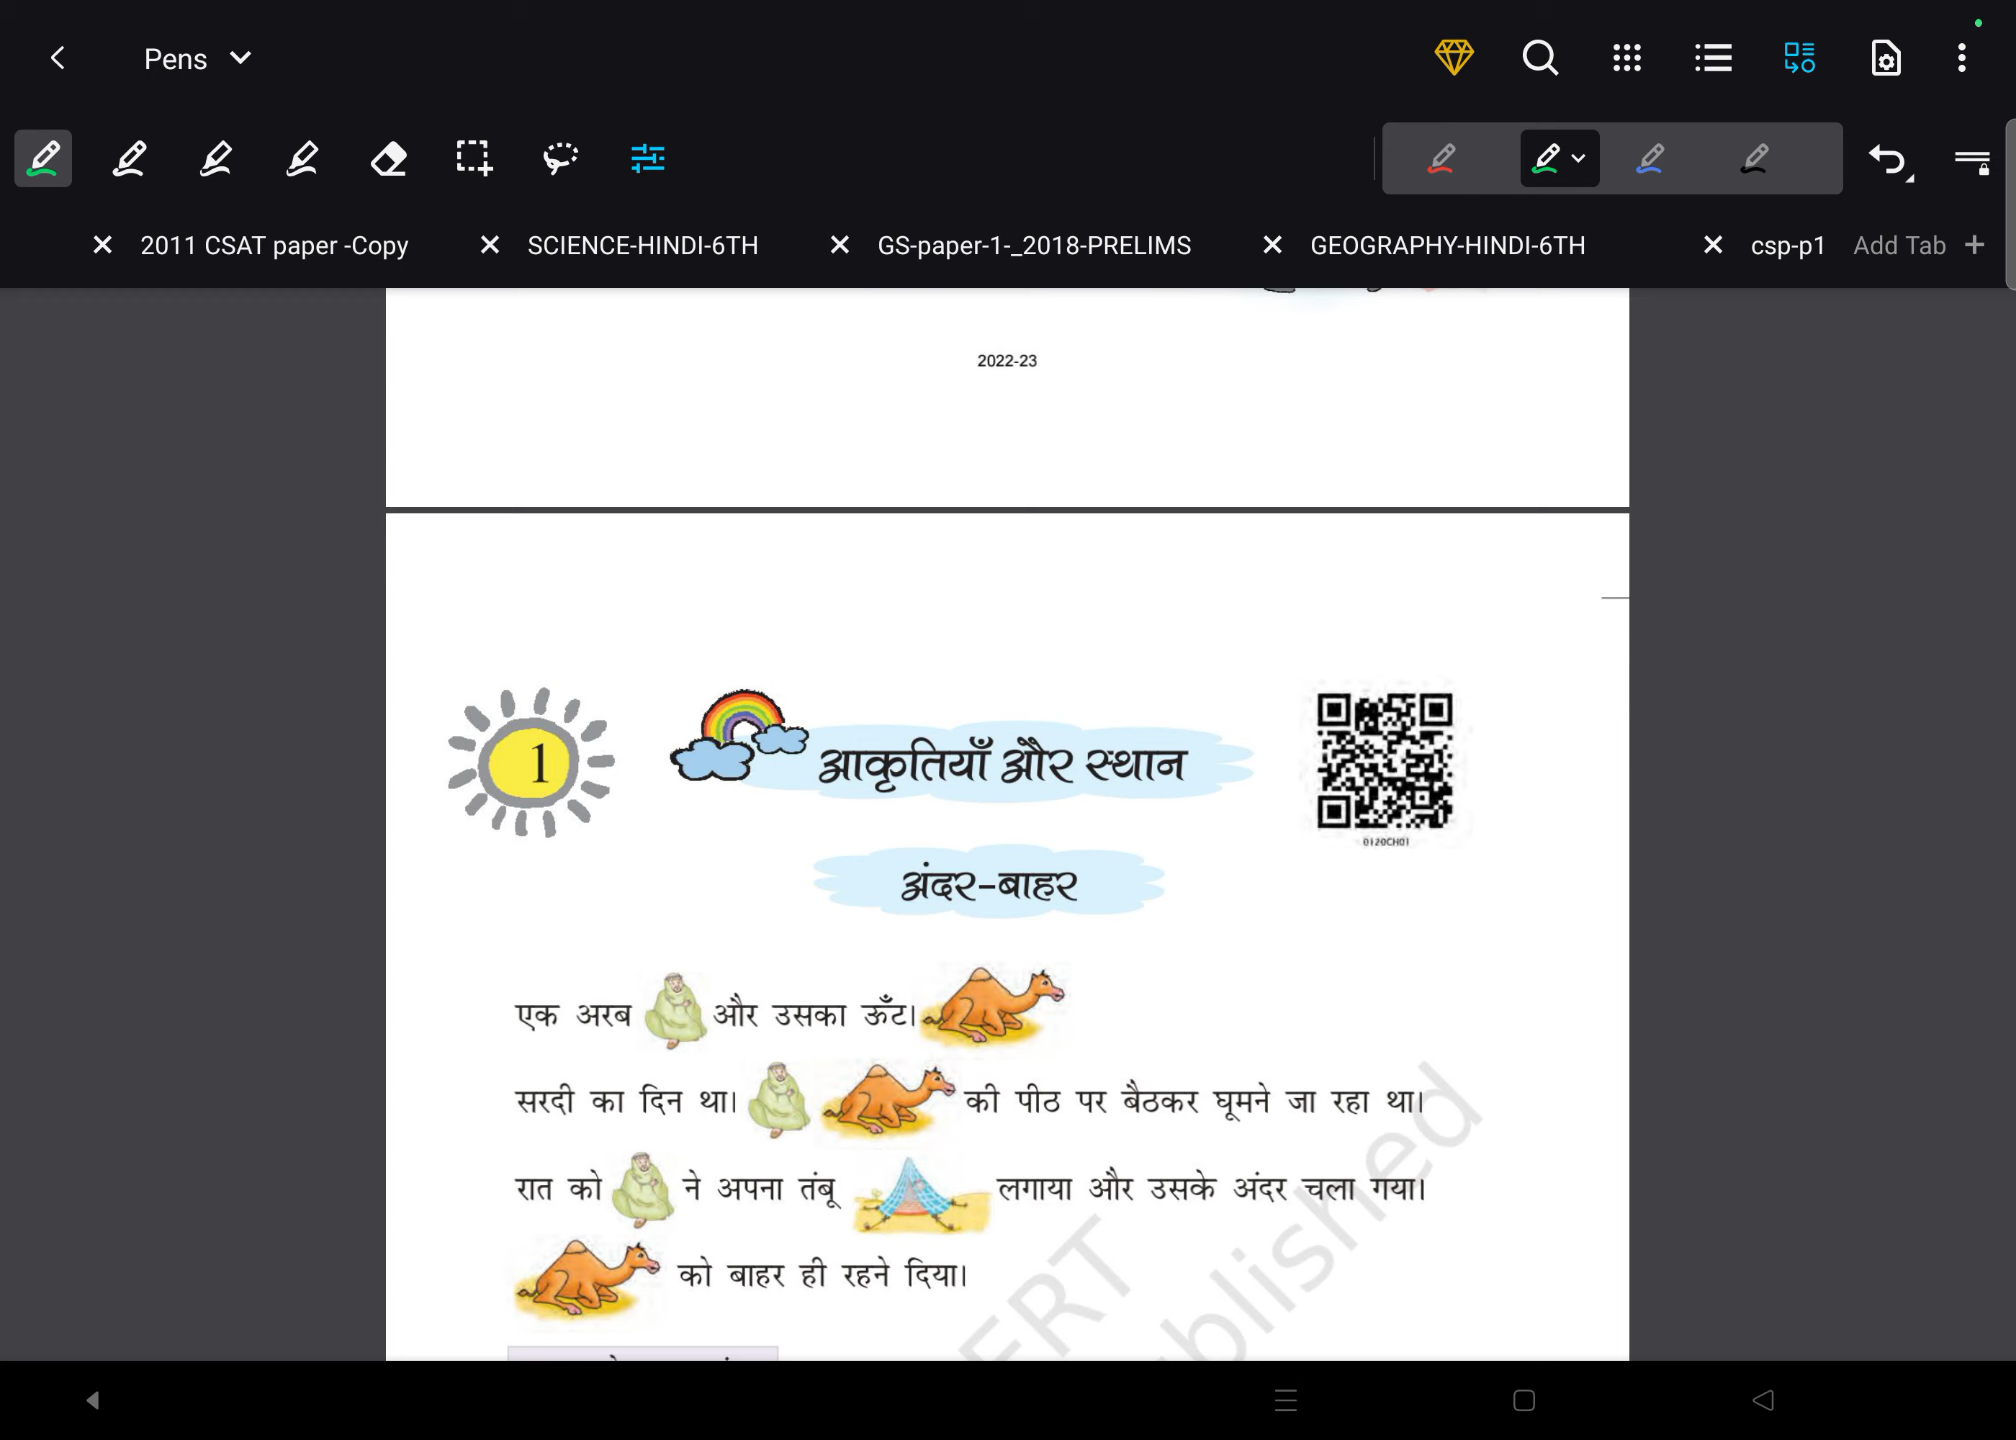 Pens
2011 CSAT paper -Copy SCIENCE-HINDI-6TH GS-paper-1-_2018-PRELIMS GEOGRAPHY-HINDI-6TH csp-p1 Add Tab +
2022-23
1
आकृतियाँ और स्थान
0120CH01
अंदर-बाहर
एक अरब और उसका ऊँट।
सरदी का दिन था। की पीठ पर बैठकर घूमने जा रहा था।
रात को ने अपना तंबू लगाया और उसके अंदर चला गया।
को बाहर ही रहने दिया।